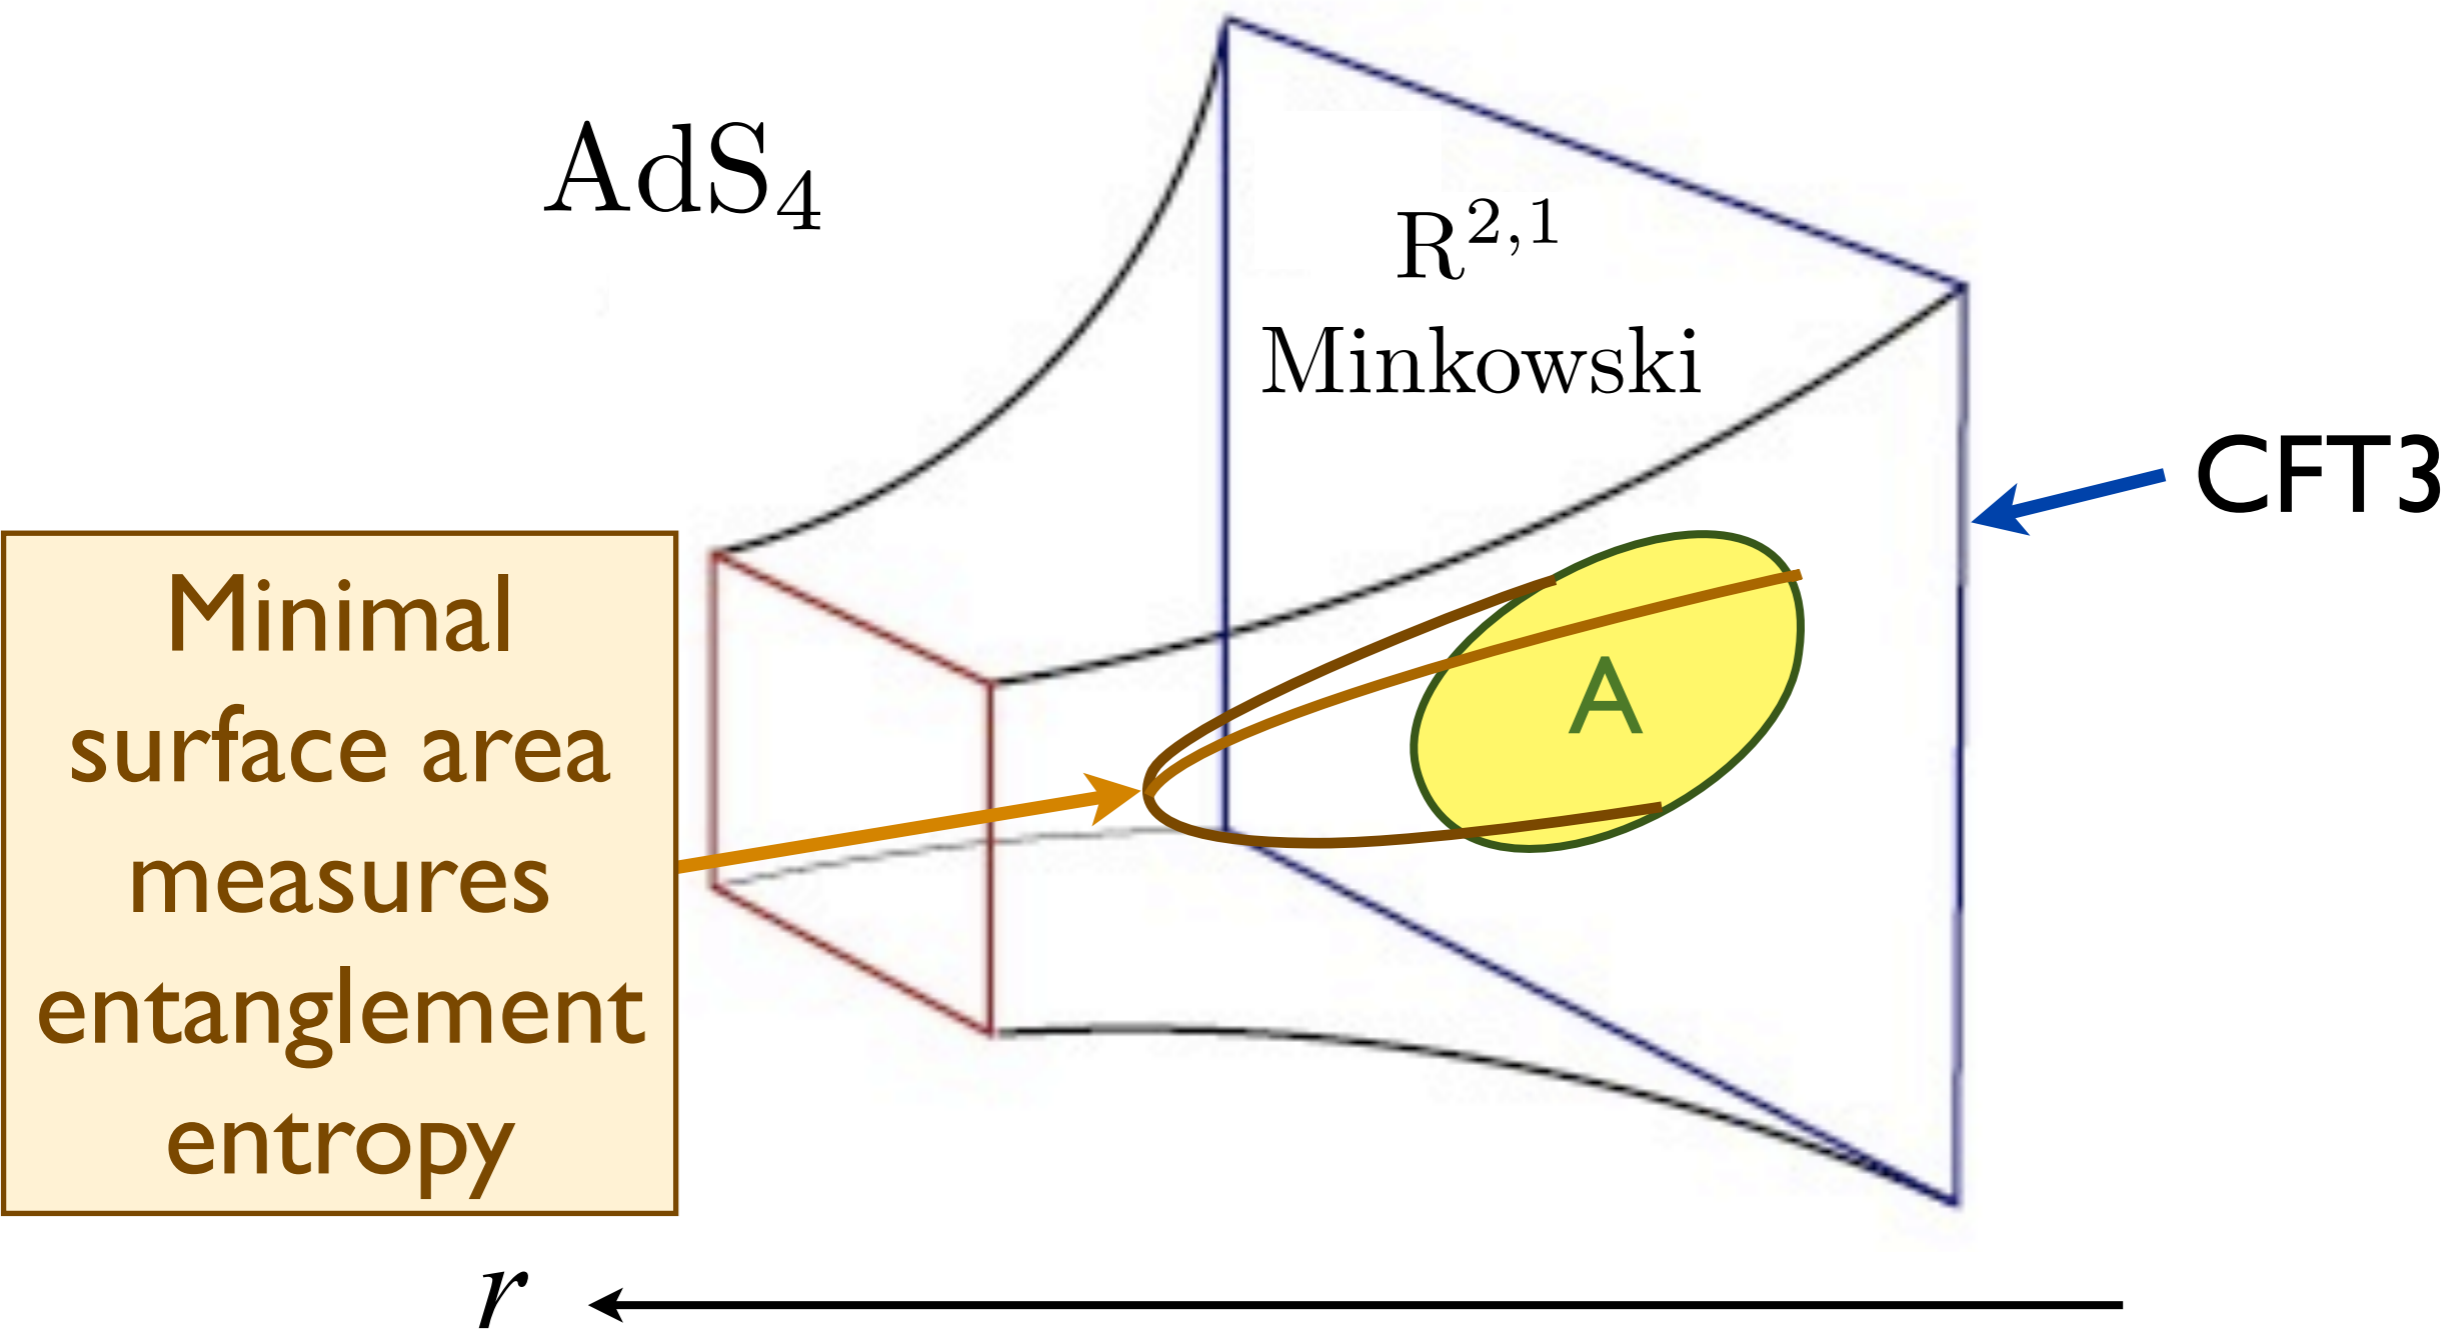 AdS₄
R²,¹
Minkowski
CFT3
A
Minimal
surface area
measures
entanglement
entropy
r